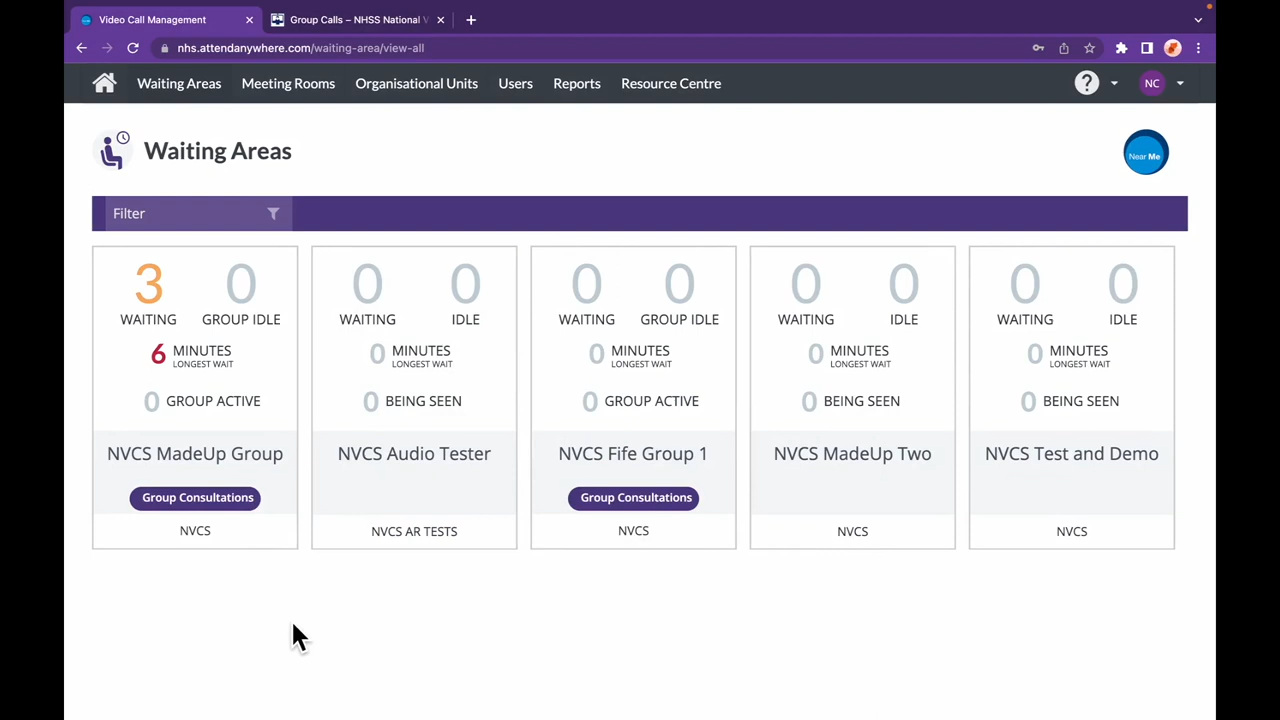 Video Call Management
Group Calls – NHSS National V
nhs.attendanywhere.com/waiting-area/view-all
Waiting Areas
Meeting Rooms
Organisational Units
Users
Reports
Resource Centre
?
NC
Waiting Areas
Near Me
Filter
3 0
WAITING GROUP IDLE
6 MINUTES
LONGEST WAIT
0 GROUP ACTIVE
NVCS MadeUp Group
Group Consultations
NVCS
0 0
WAITING IDLE
0 MINUTES
LONGEST WAIT
0 BEING SEEN
NVCS Audio Tester
NVCS AR TESTS
0 0
WAITING GROUP IDLE
0 MINUTES
LONGEST WAIT
0 GROUP ACTIVE
NVCS Fife Group 1
Group Consultations
NVCS
0 0
WAITING IDLE
0 MINUTES
LONGEST WAIT
0 BEING SEEN
NVCS MadeUp Two
NVCS
0 0
WAITING IDLE
0 MINUTES
LONGEST WAIT
0 BEING SEEN
NVCS Test and Demo
NVCS